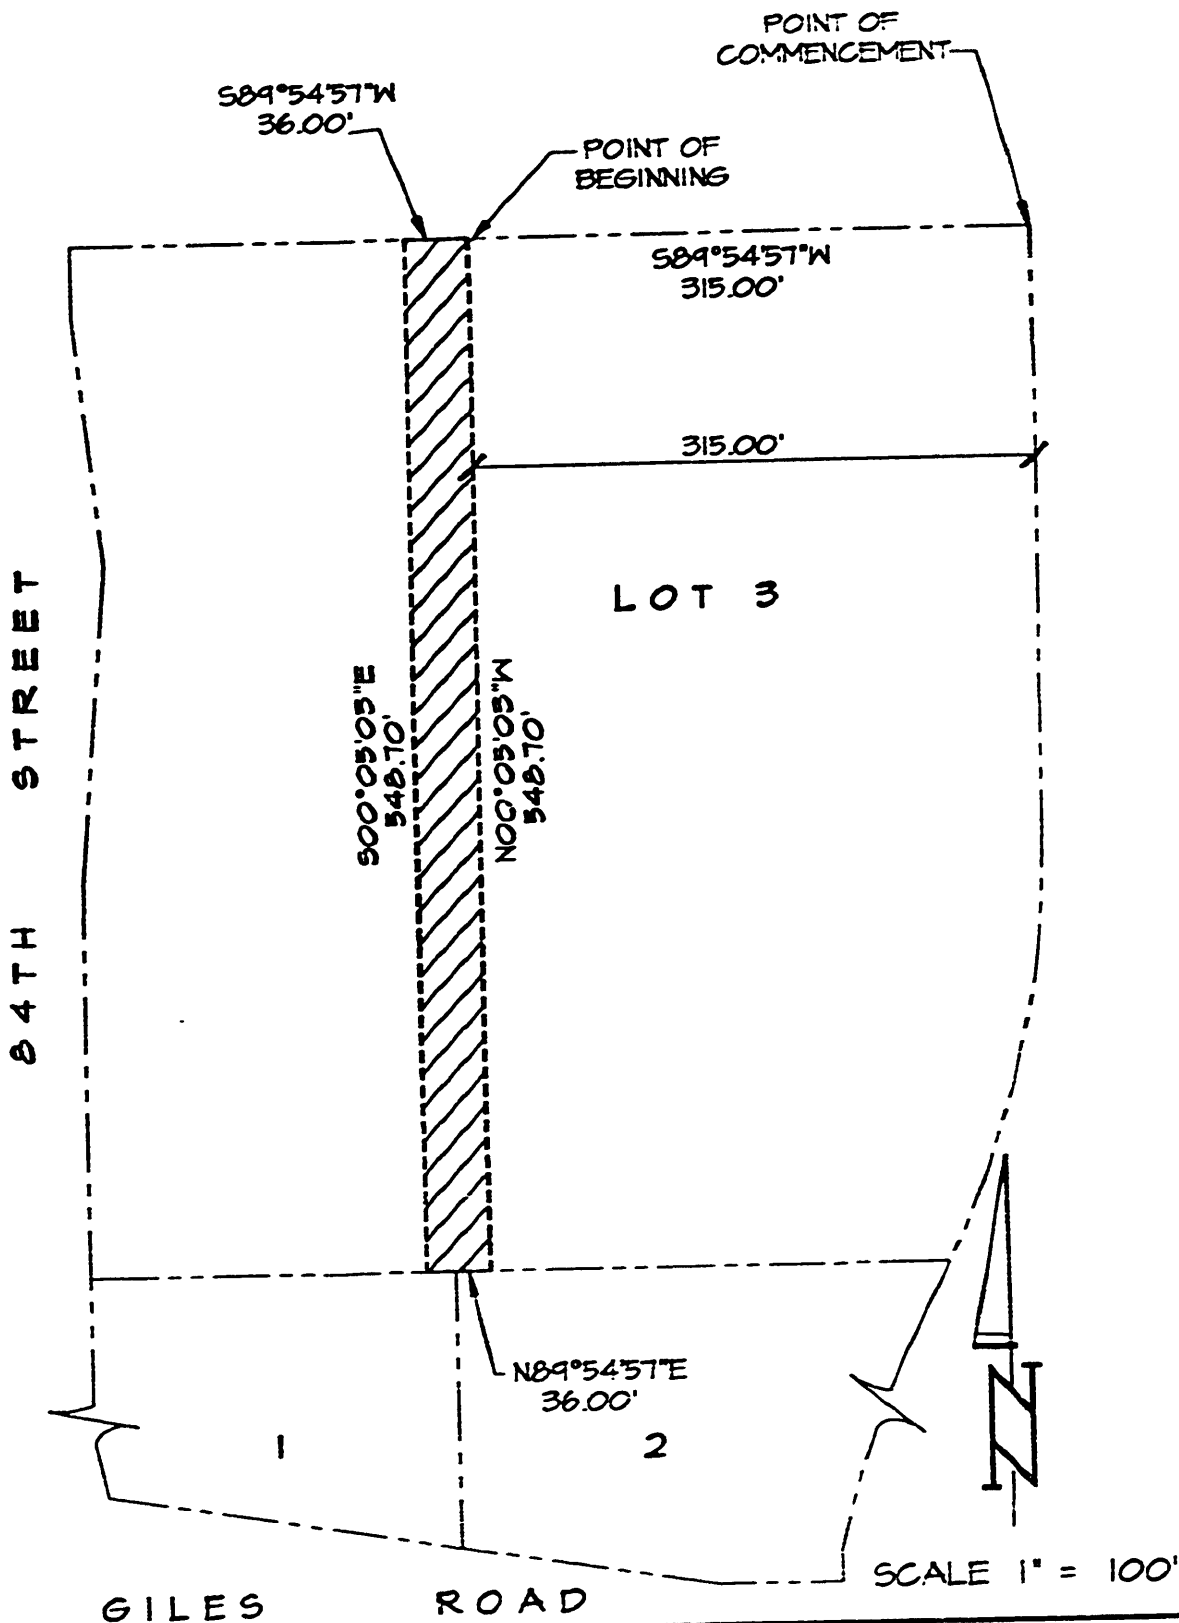 POINT OF
COMMENCEMENT
S89°54'57"W
36.00'
POINT OF
BEGINNING
S89°54'57"W
315.00'
315.00'
LOT 3
84TH STREET
S00°05'05"E
548.70'
N00°05'05"W
548.70'
N89°54'57"E
36.00'
1
2
N
SCALE 1" = 100'
GILES ROAD